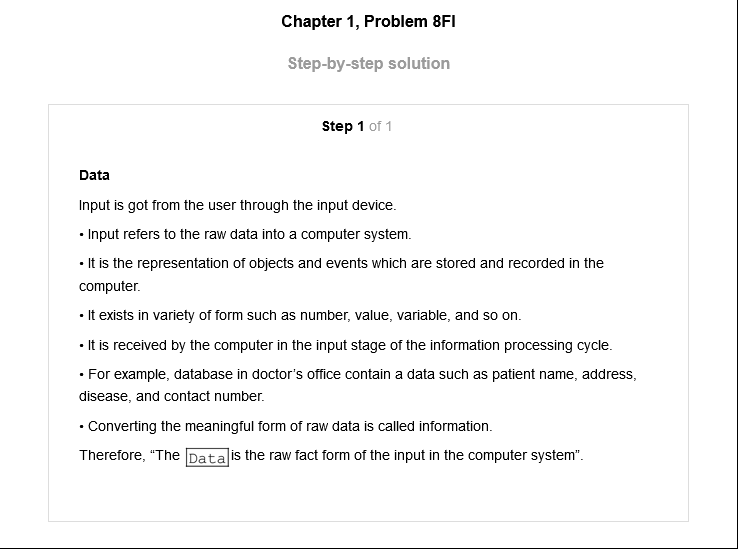 Chapter 1, Problem 8FI
Step-by-step solution
Step 1 of 1
Data
Input is got from the user through the input device.
• Input refers to the raw data into a computer system.
• It is the representation of objects and events which are stored and recorded in the
computer.
• It exists in variety of form such as number, value, variable, and so on.
• It is received by the computer in the input stage of the information processing cycle.
• For example, database in doctor’s office contain a data such as patient name, address,
disease, and contact number.
• Converting the meaningful form of raw data is called information.
Therefore, “The Data is the raw fact form of the input in the computer system”.